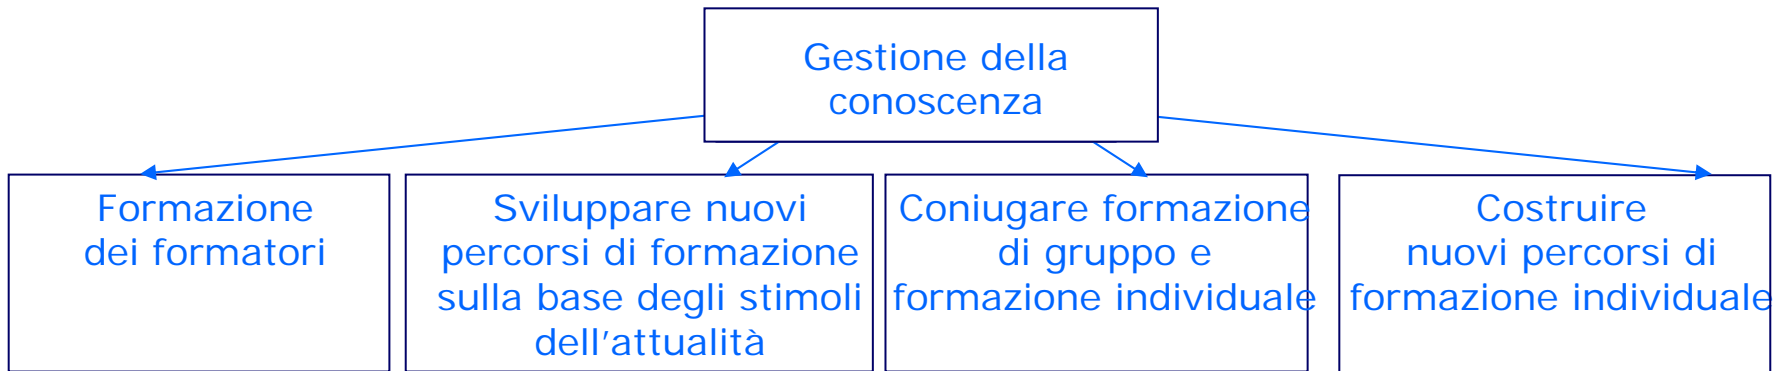 Gestione della
conoscenza
Formazione
dei formatori
Sviluppare nuovi
percorsi di formazione
sulla base degli stimoli
dell’attualità
Coniugare formazione
di gruppo e
formazione individuale
Costruire
nuovi percorsi di
formazione individuale